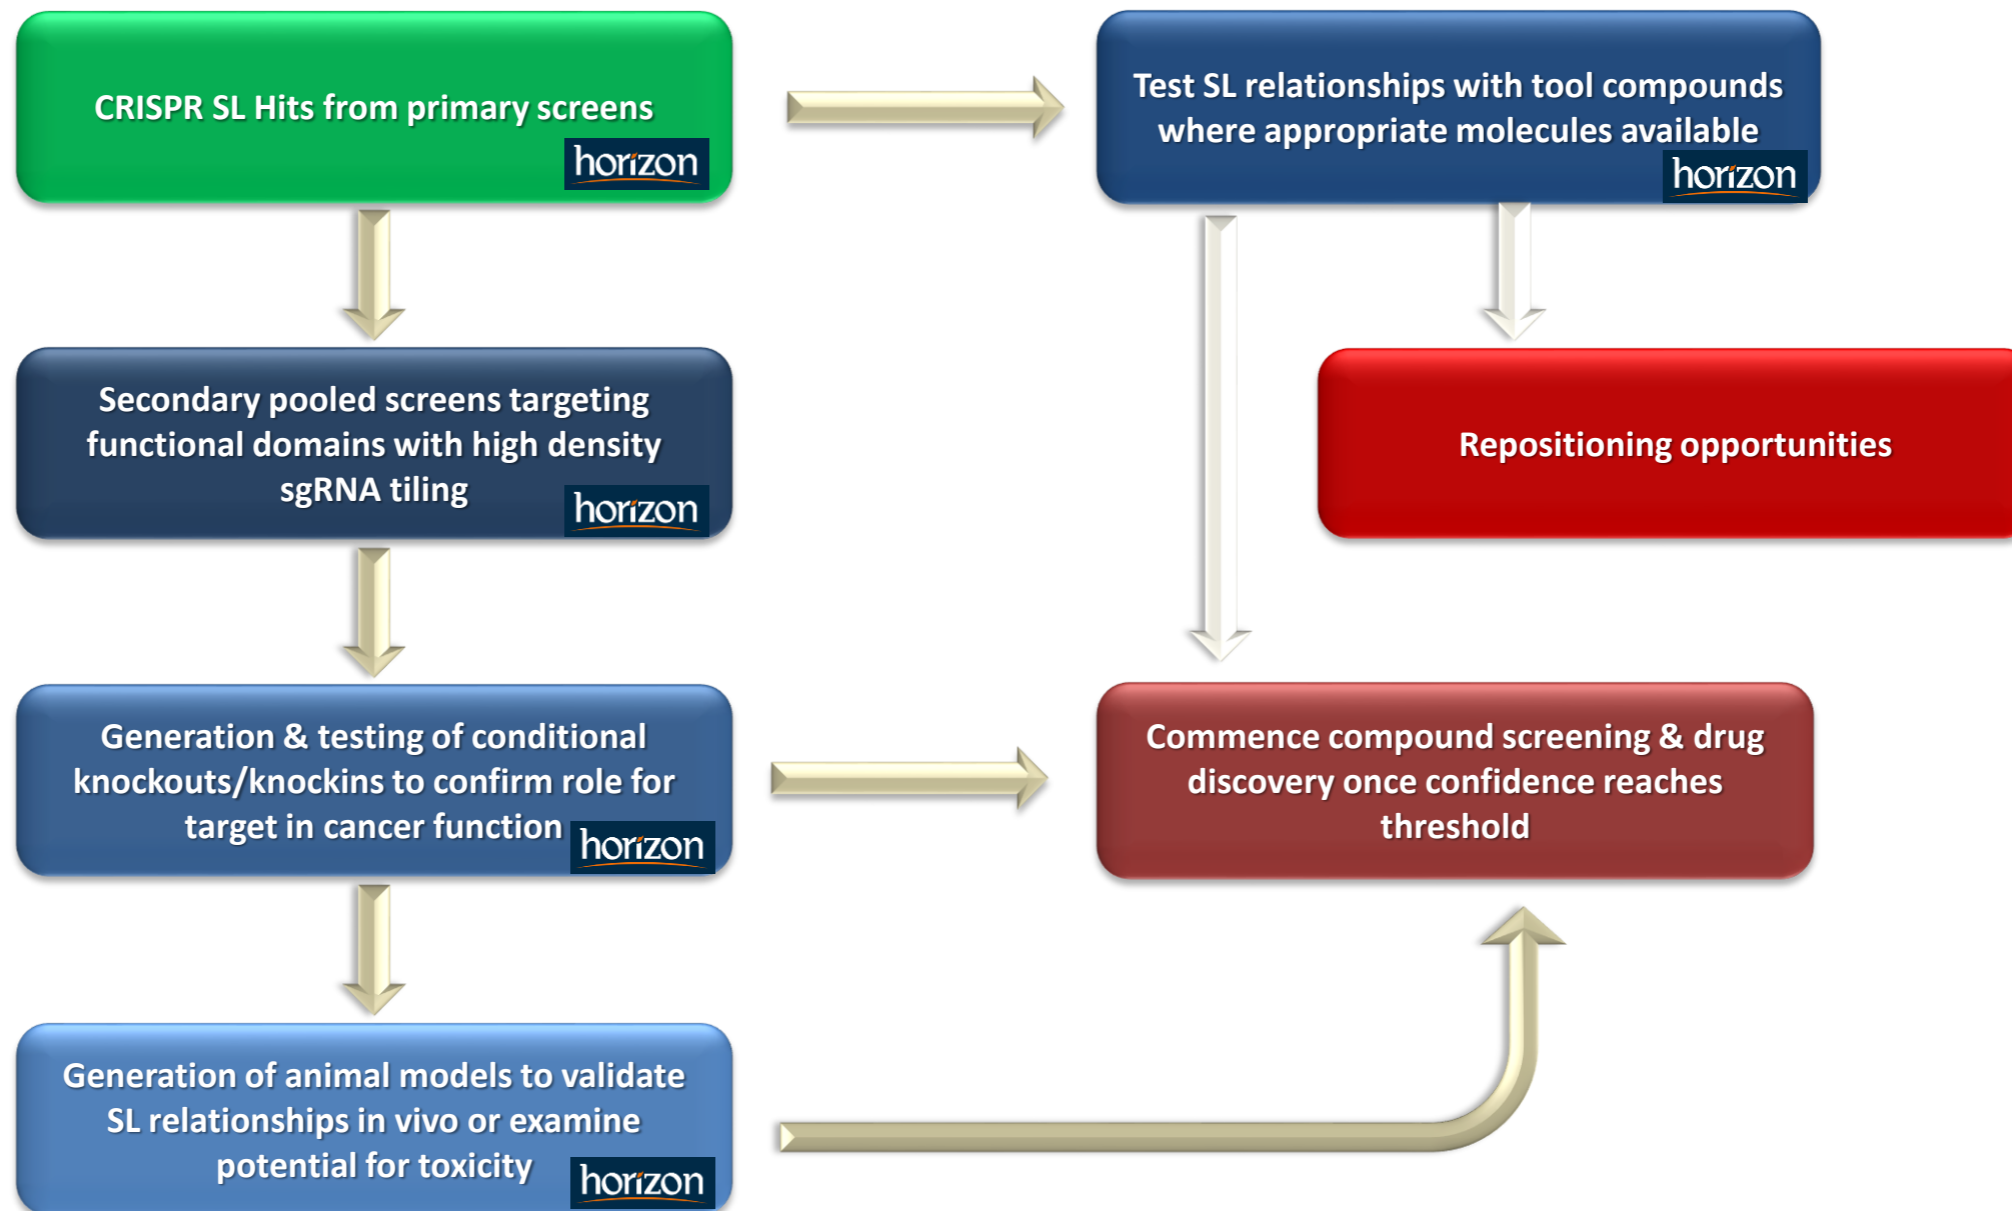 CRISPR SL Hits from primary screens
horizon
Test SL relationships with tool compounds
where appropriate molecules available
horizon
Secondary pooled screens targeting
functional domains with high density
sgRNA tiling
horizon
Repositioning opportunities
Generation & testing of conditional
knockouts/knockins to confirm role for
target in cancer function
horizon
Commence compound screening & drug
discovery once confidence reaches
threshold
Generation of animal models to validate
SL relationships in vivo or examine
potential for toxicity
horizon